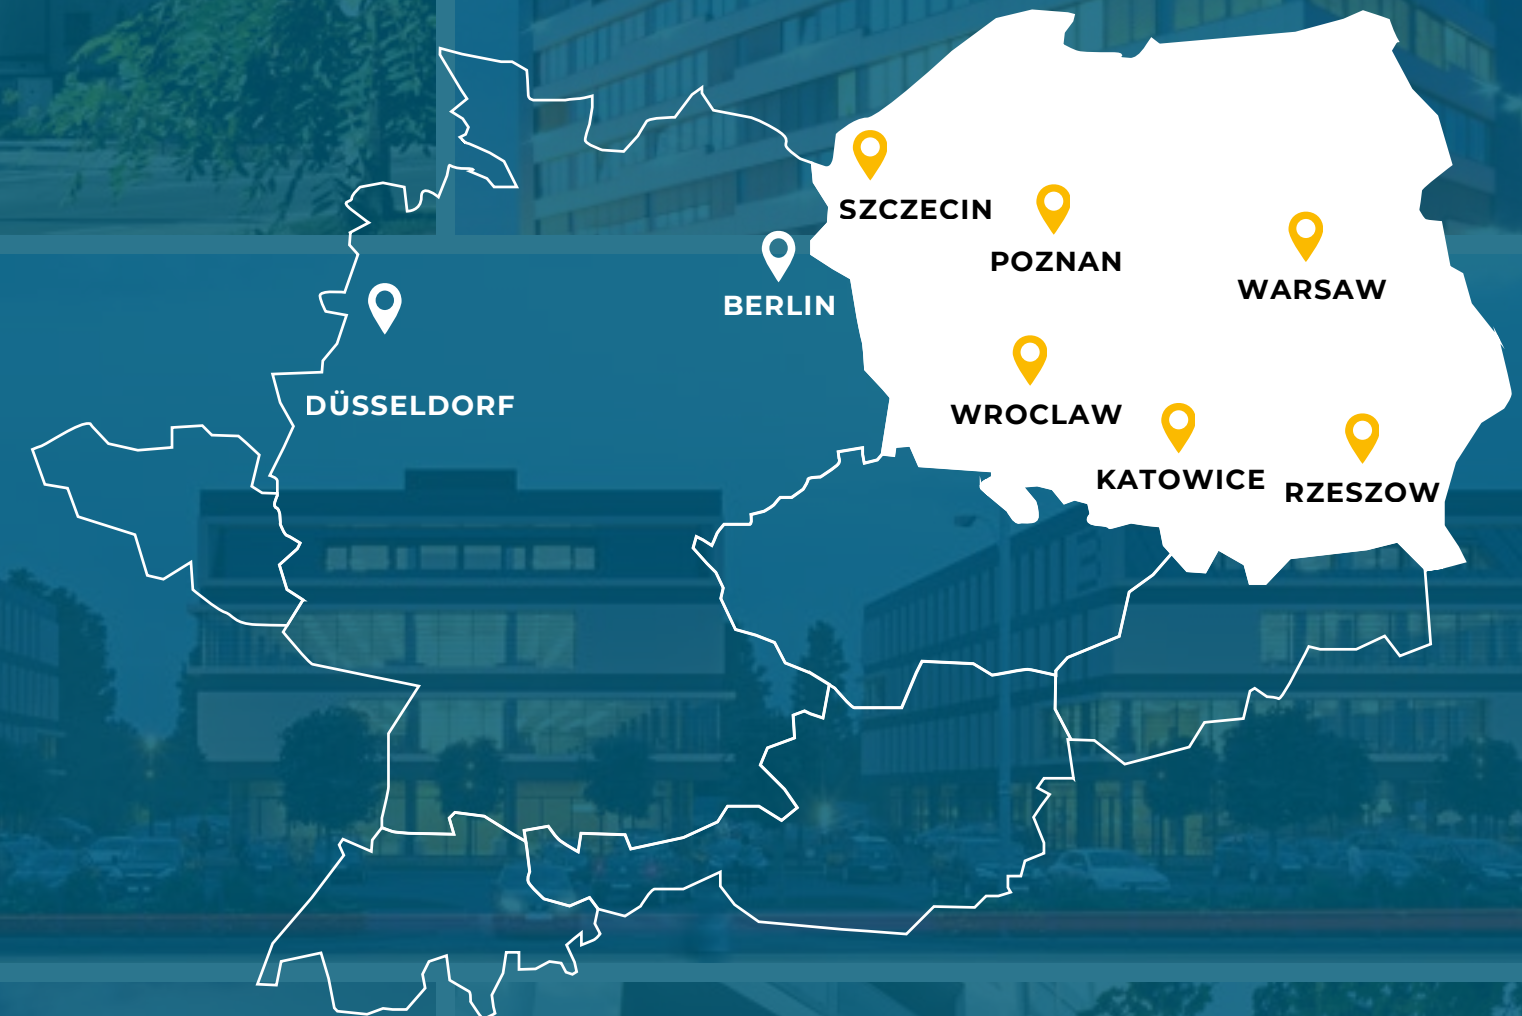 SZCZECIN
POZNAN
WARSAW
BERLIN
DÜSSELDORF
WROCLAW
KATOWICE
RZESZOW